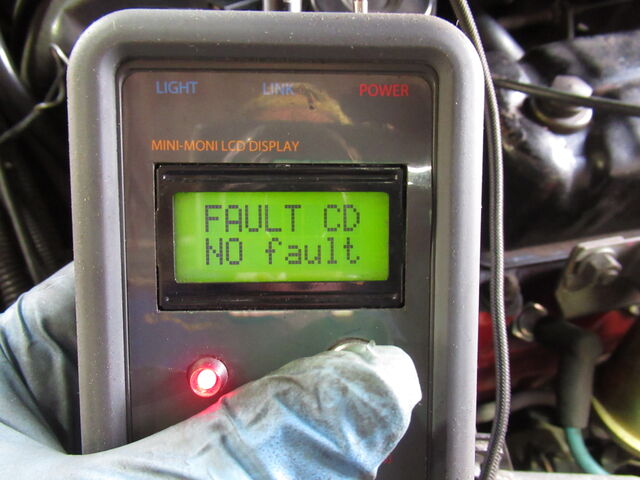 LIGHT LINK POWER
MINI-MONI LCD DISPLAY
FAULT CD
NO fault